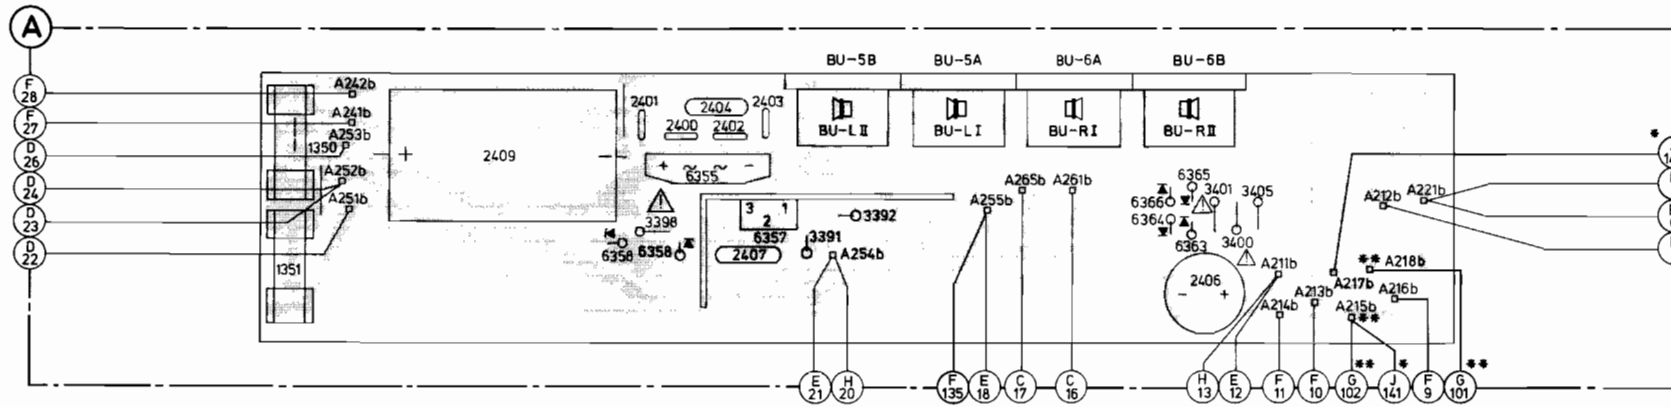 A
BU-5B BU-5A BU-6A BU-6B
F 28
A242b
F 27
A241b
A253b
D 26
1350
D 24
A252b
D 23
A251b
D 22
1351
+ 2409 −
2401 2404 2403
2400 2402
+ ~ ~ −
6355
BU-LII BU-LI BU-RI BU-RII
3398
6358 6358
3 1
2
6357
2407
3392
3391
A254b
A255b
A265b A261b
6365
6366
3401 3405
6364
6363
3400
2406
− +
A211b
A214b
A213b
A217b
A215b **
** A218b
A216b
A212b A221b
*
E 21
H 20
F 135
E 18
C 17
C 16
H 13
E 12
F 11
F 10
G 102 **
J 141 *
F 9
G 101 **